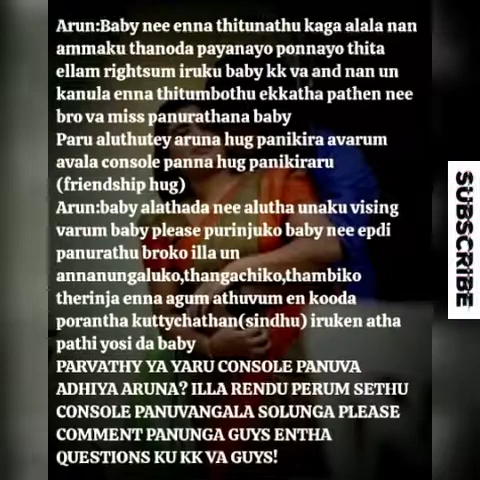 Arun:Baby nee enna thitunathu kaga alala nan
ammaku thanoda payanayo ponnayo thita
ellam rightsum iruku baby kk va and nan un
kanula enna thitumbothu ekkatha pathen nee
bro va miss panurathana baby
Paru aluthutey aruna hug panikira avarum
avala console panna hug panikiraru
(friendship hug)
Arun:baby alathada nee alutha unaku vising
varum baby please purinjuko baby nee epdi
panurathu broko illa un
annanungaluko,thangachiko,thambiko
therinja enna agum athuvum en kooda
porantha kuttychathan(sindhu) iruken atha
pathi yosi da baby
PARVATHY YA YARU CONSOLE PANUVA
ADHIYA ARUNA? ILLA RENDU PERUM SETHU
CONSOLE PANUVANGALA SOLUNGA PLEASE
COMMENT PANUNGA GUYS ENTHA
QUESTIONS KU KK VA GUYS!
SUBSCRIBE